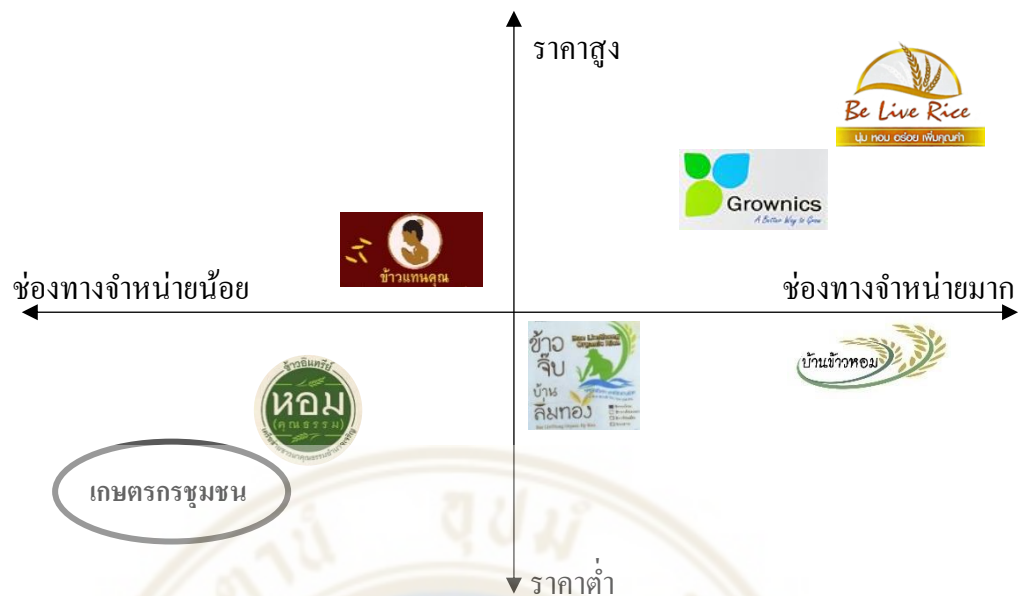 ราคาสูง
Be Live Rice
นุ่ม หอม อร่อย เพิ่มคุณค่า
Grownics
A Better Way to Grow
ข้าวแทนคุณ
ช่องทางจำหน่ายน้อย
ช่องทางจำหน่ายมาก
ข้าว
จิ๊บ
บ้าน
ลิ่มทอง
Ban Limthong
Organic Rice
บ้านข้าวหอม
ข้าวอินทรีย์
หอม
(คุณธรรม)
เกษตรกรชุมชน
ราคาต่ำ